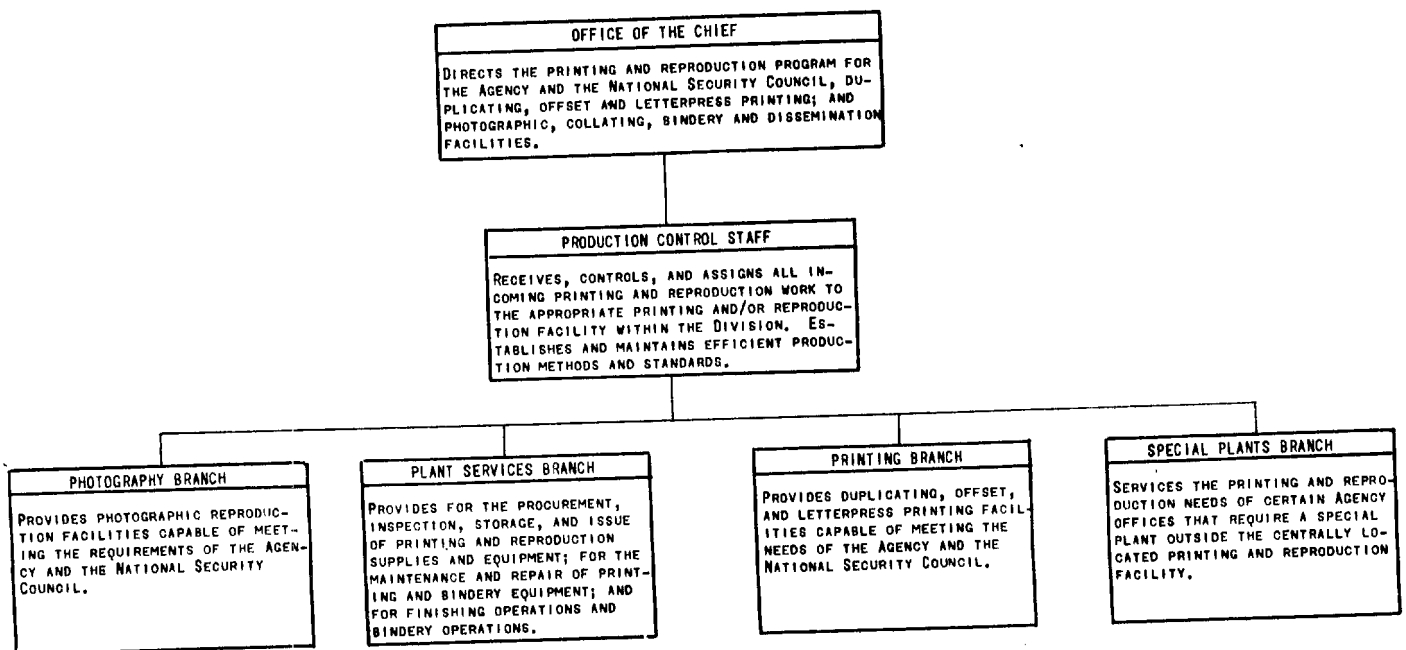 OFFICE OF THE CHIEF
DIRECTS THE PRINTING AND REPRODUCTION PROGRAM FOR
THE AGENCY AND THE NATIONAL SECURITY COUNCIL, DU-
PLICATING, OFFSET AND LETTERPRESS PRINTING; AND
PHOTOGRAPHIC, COLLATING, BINDERY AND DISSEMINATION
FACILITIES.
PRODUCTION CONTROL STAFF
RECEIVES, CONTROLS, AND ASSIGNS ALL IN-
COMING PRINTING AND REPRODUCTION WORK TO
THE APPROPRIATE PRINTING AND/OR REPRODUC-
TION FACILITY WITHIN THE DIVISION. ES-
TABLISHES AND MAINTAINS EFFICIENT PRODUC-
TION METHODS AND STANDARDS.
PHOTOGRAPHY BRANCH
PROVIDES PHOTOGRAPHIC REPRODUC-
TION FACILITIES CAPABLE OF MEET-
ING THE REQUIREMENTS OF THE AGEN-
CY AND THE NATIONAL SECURITY
COUNCIL.
PLANT SERVICES BRANCH
PROVIDES FOR THE PROCUREMENT,
INSPECTION, STORAGE, AND ISSUE
OF PRINTING AND REPRODUCTION
SUPPLIES AND EQUIPMENT; FOR THE
MAINTENANCE AND REPAIR OF PRINT-
ING AND BINDERY EQUIPMENT; AND
FOR FINISHING OPERATIONS AND
BINDERY OPERATIONS.
PRINTING BRANCH
PROVIDES DUPLICATING, OFFSET,
AND LETTERPRESS PRINTING FACIL-
ITIES CAPABLE OF MEETING THE
NEEDS OF THE AGENCY AND THE
NATIONAL SECURITY COUNCIL.
SPECIAL PLANTS BRANCH
SERVICES THE PRINTING AND REPRO-
DUCTION NEEDS OF CERTAIN AGENCY
OFFICES THAT REQUIRE A SPECIAL
PLANT OUTSIDE THE CENTRALLY LO-
CATED PRINTING AND REPRODUCTION
FACILITY.